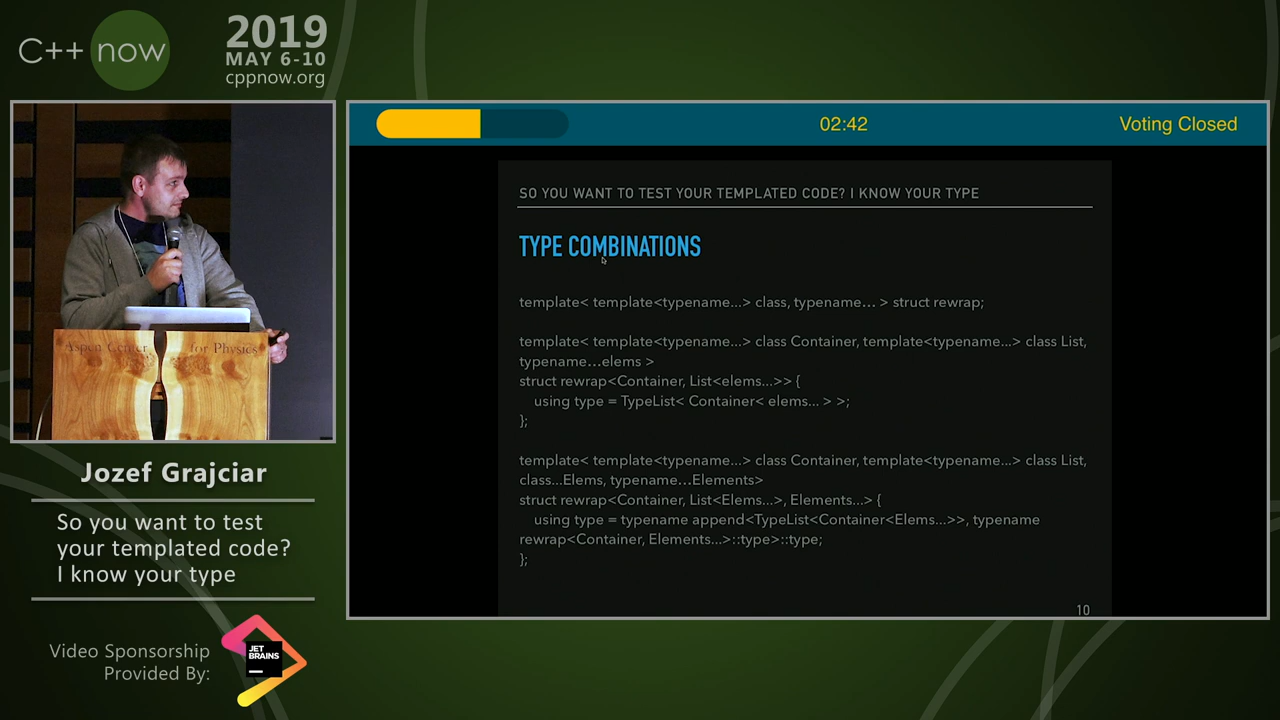 C++ now
2019
MAY 6-10
cppnow.org
02:42
Voting Closed
SO YOU WANT TO TEST YOUR TEMPLATED CODE? I KNOW YOUR TYPE
TYPE COMBINATIONS
template< template<typename...> class, typename... > struct rewrap;
template< template<typename...> class Container, template<typename...> class List,
typename...elems >
struct rewrap<Container, List<elems...>> {
using type = TypeList< Container< elems... > >;
};
template< template<typename...> class Container, template<typename...> class List,
class...Elems, typename...Elements>
struct rewrap<Container, List<Elems...>, Elements...> {
using type = typename append<TypeList<Container<Elems...>>, typename
rewrap<Container, Elements...>::type>::type;
};
10
Aspen Center for Physics
Jozef Grajciar
So you want to test
your templated code?
I know your type
Video Sponsorship
Provided By:
JET
BRAINS